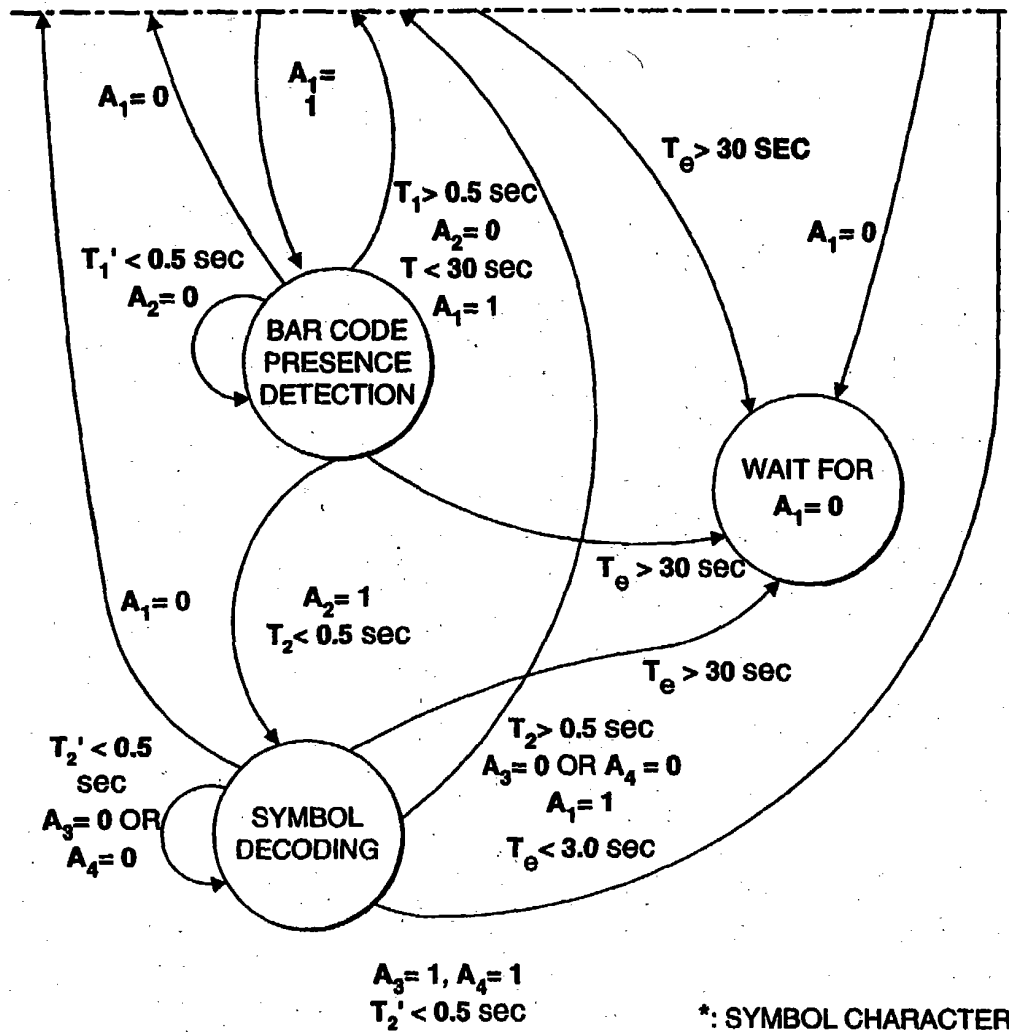 A₁= 0
A₁=
1
Tₑ> 30 SEC
T₁> 0.5 sec
A₂= 0
T < 30 sec
A₁= 1
A₁= 0
T₁' < 0.5 sec
A₂= 0
BAR CODE
PRESENCE
DETECTION
WAIT FOR
A₁= 0
Tₑ > 30 sec
A₁= 0
A₂= 1
T₂< 0.5 sec
Tₑ > 30 sec
T₂' < 0.5
sec
A₃= 0 OR
A₄= 0
SYMBOL
DECODING
T₂> 0.5 sec
A₃= 0 OR A₄ = 0
A₁= 1
Tₑ< 3.0 sec
A₃= 1, A₄= 1
T₂' < 0.5 sec
*: SYMBOL CHARACTER